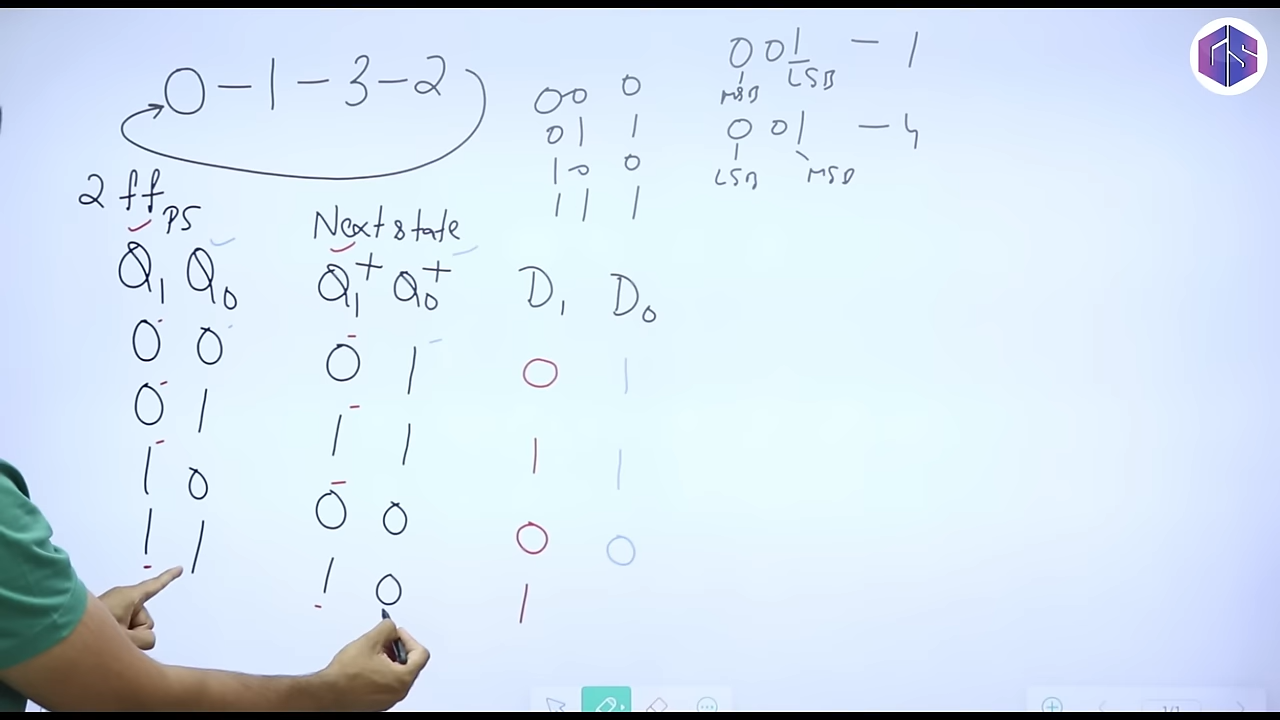 0 - 1 - 3 - 2
00 0
01 1
10 0
11 1
001 - 1
MSB LSB
001 - 4
LSB MSB
2 ff
PS Next state
Q1 Q0 Q1+ Q0+ D1 D0
0 0 0 1 0 1
0 1 1 1 1 1
1 0 0 0 0 0
1 1 1 0 1